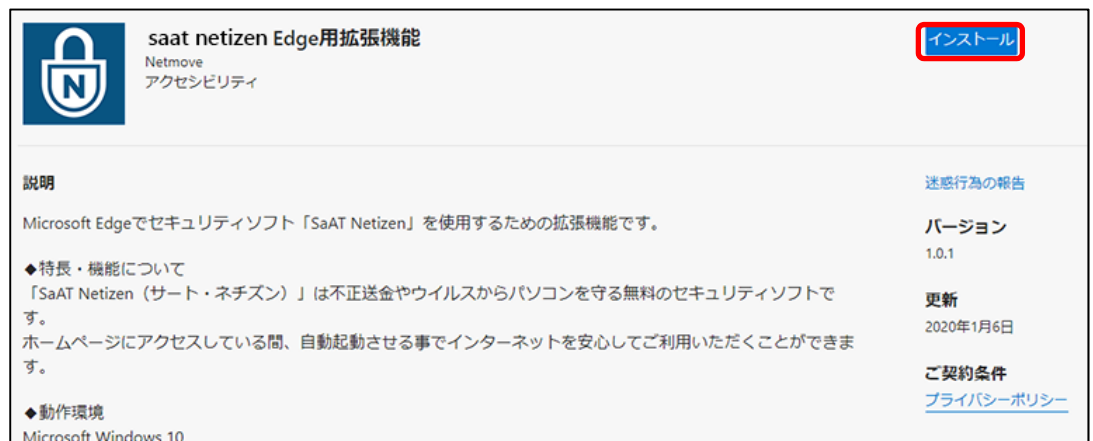 saat netizen Edge用拡張機能
Netmove
アクセシビリティ
インストール
N
説明
Microsoft Edgeでセキュリティソフト「SaAT Netizen」を使用するための拡張機能です。
◆特長・機能について
「SaAT Netizen（サート・ネチズン）」は不正送金やウイルスからパソコンを守る無料のセキュリティソフトで
す。
ホームページにアクセスしている間、自動起動させる事でインターネットを安心してご利用いただくことができま
す。
◆動作環境
Microsoft Windows 10
迷惑行為の報告
バージョン
1.0.1
更新
2020年1月6日
ご契約条件
プライバシーポリシー